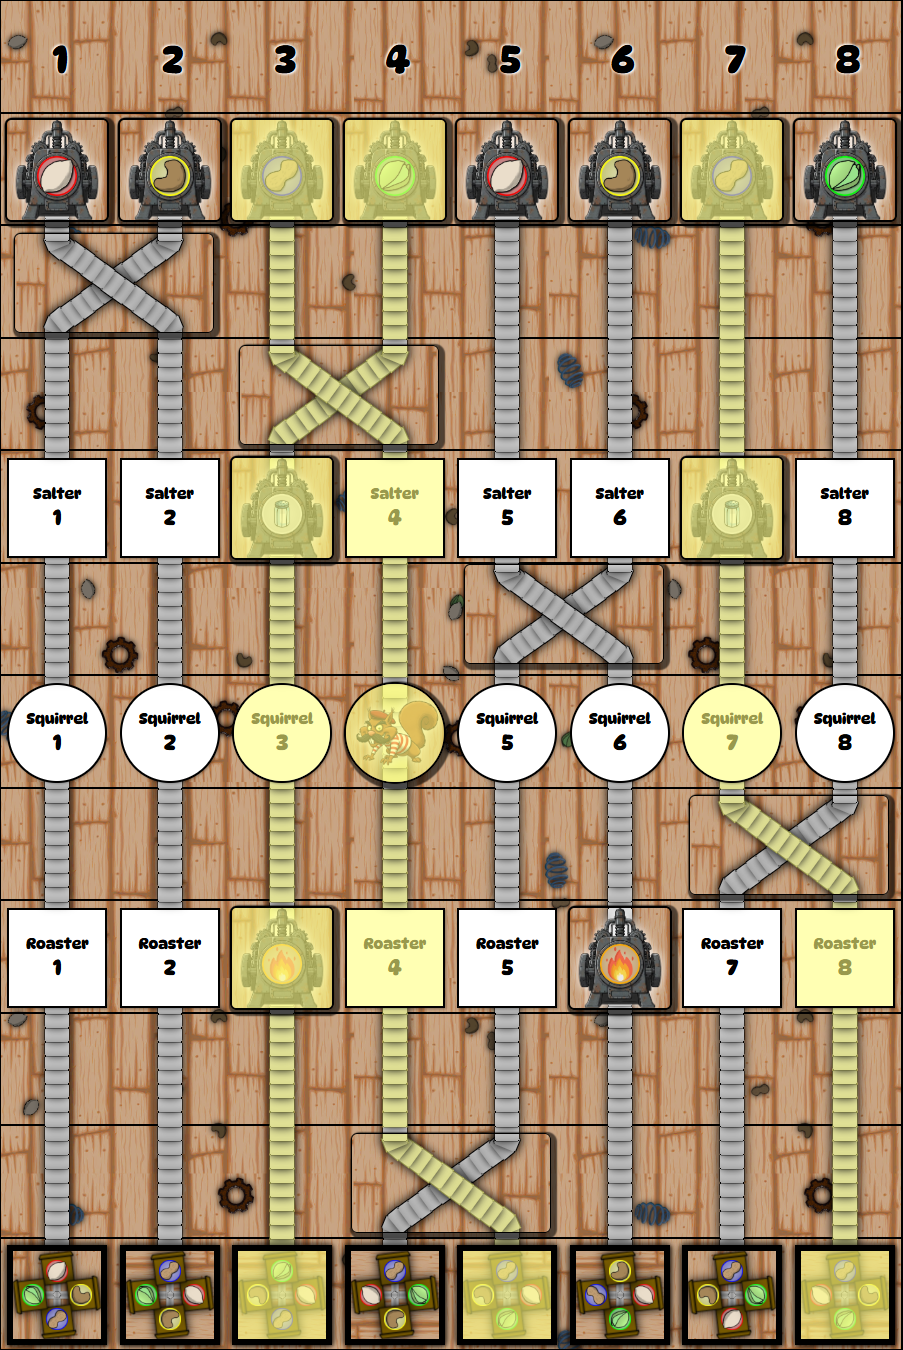 1 2 3 4 5 6 7 8
Salter 1
Salter 2
Salter 4
Salter 5
Salter 6
Salter 8
Squirrel 1
Squirrel 2
Squirrel 3
Squirrel 5
Squirrel 6
Squirrel 7
Squirrel 8
Roaster 1
Roaster 2
Roaster 4
Roaster 5
Roaster 7
Roaster 8